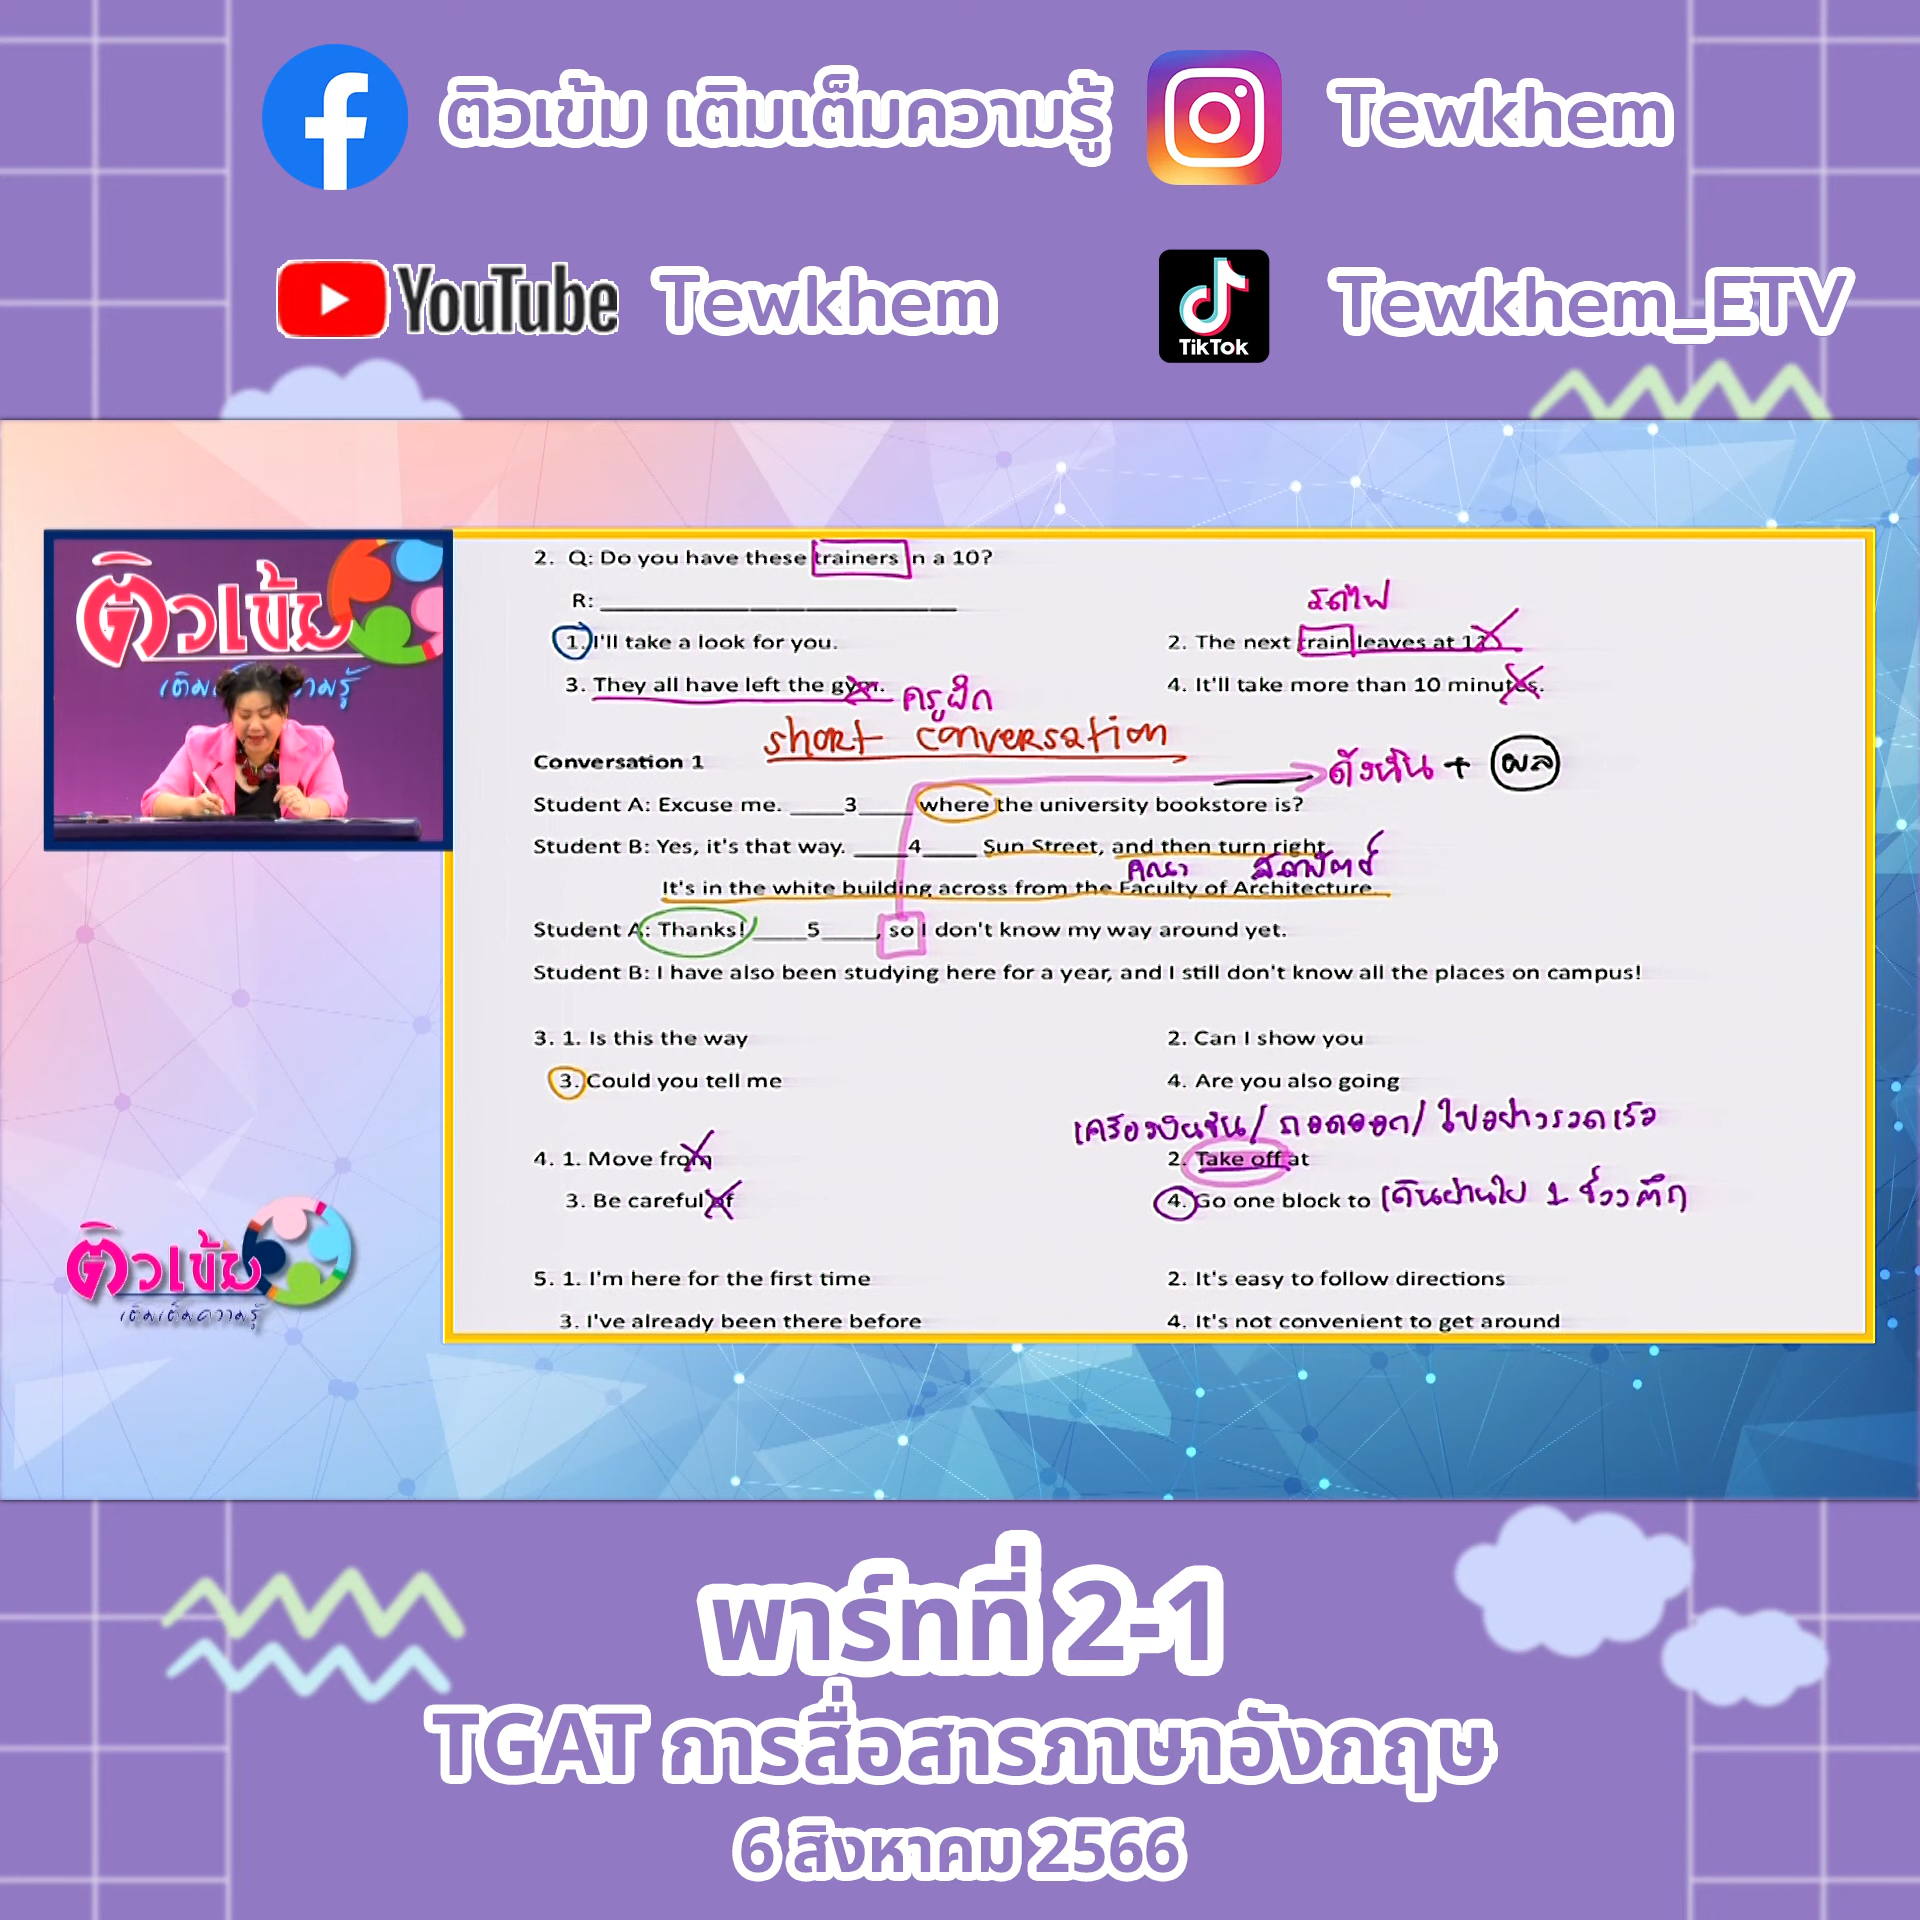 ติวเข้ม เติมเต็มความรู้
Tewkhem
YouTube Tewkhem
TikTok
Tewkhem_ETV
ติวเข้ม
2. Q: Do you have these trainers in a 10?
R: ____________________
รถไฟ
1. I'll take a look for you.
2. The next train leaves at 12.
3. They all have left the gym.
ครูฝึก
4. It'll take more than 10 minutes.
short conversation
Conversation 1
ดังนั้น + ผล
Student A: Excuse me. ____3____ where the university bookstore is?
Student B: Yes, it's that way. ____4____ Sun Street, and then turn right.
คณะ สถาปัตย์
It's in the white building across from the Faculty of Architecture.
Student A: Thanks! ____5____, so I don't know my way around yet.
Student B: I have also been studying here for a year, and I still don't know all the places on campus!
3. 1. Is this the way
2. Can I show you
3. Could you tell me
4. Are you also going
เครื่องบินขึ้น / ถอดออก / ไปอย่างรวดเร็ว
4. 1. Move from
2. Take off at
3. Be careful of
4. Go one block to เดินผ่านไป 1 ช่วงตึก
5. 1. I'm here for the first time
2. It's easy to follow directions
3. I've already been there before
4. It's not convenient to get around
ติวเข้ม
เติมเต็มความรู้
พาร์ทที่ 2-1
TGAT การสื่อสารภาษาอังกฤษ
6 สิงหาคม 2566